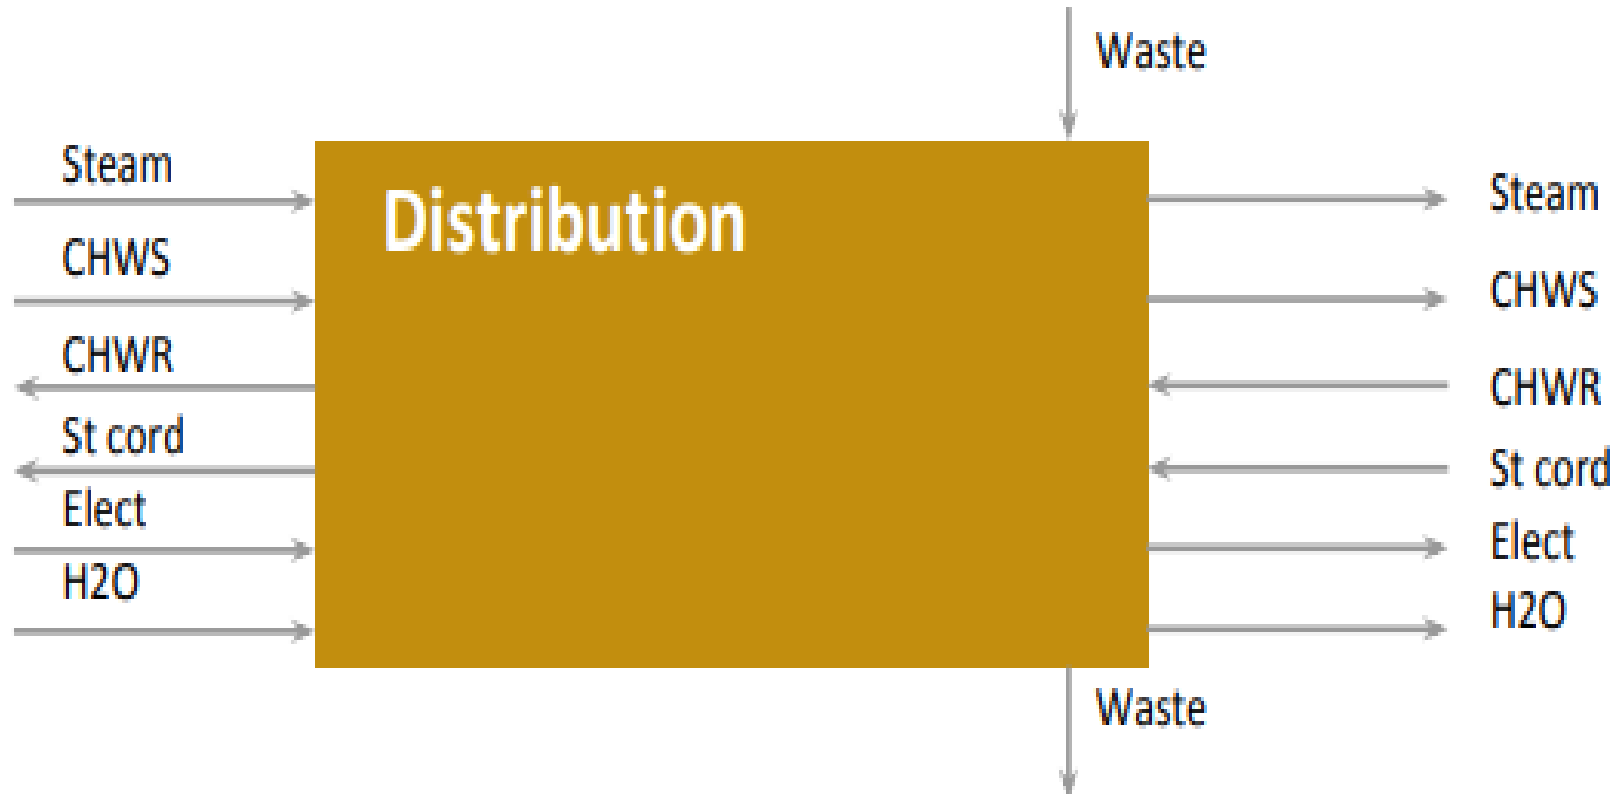 Waste
Steam
Distribution
Steam
CHWS
CHWS
CHWR
CHWR
St cord
St cord
Elect
Elect
H2O
H2O
Waste